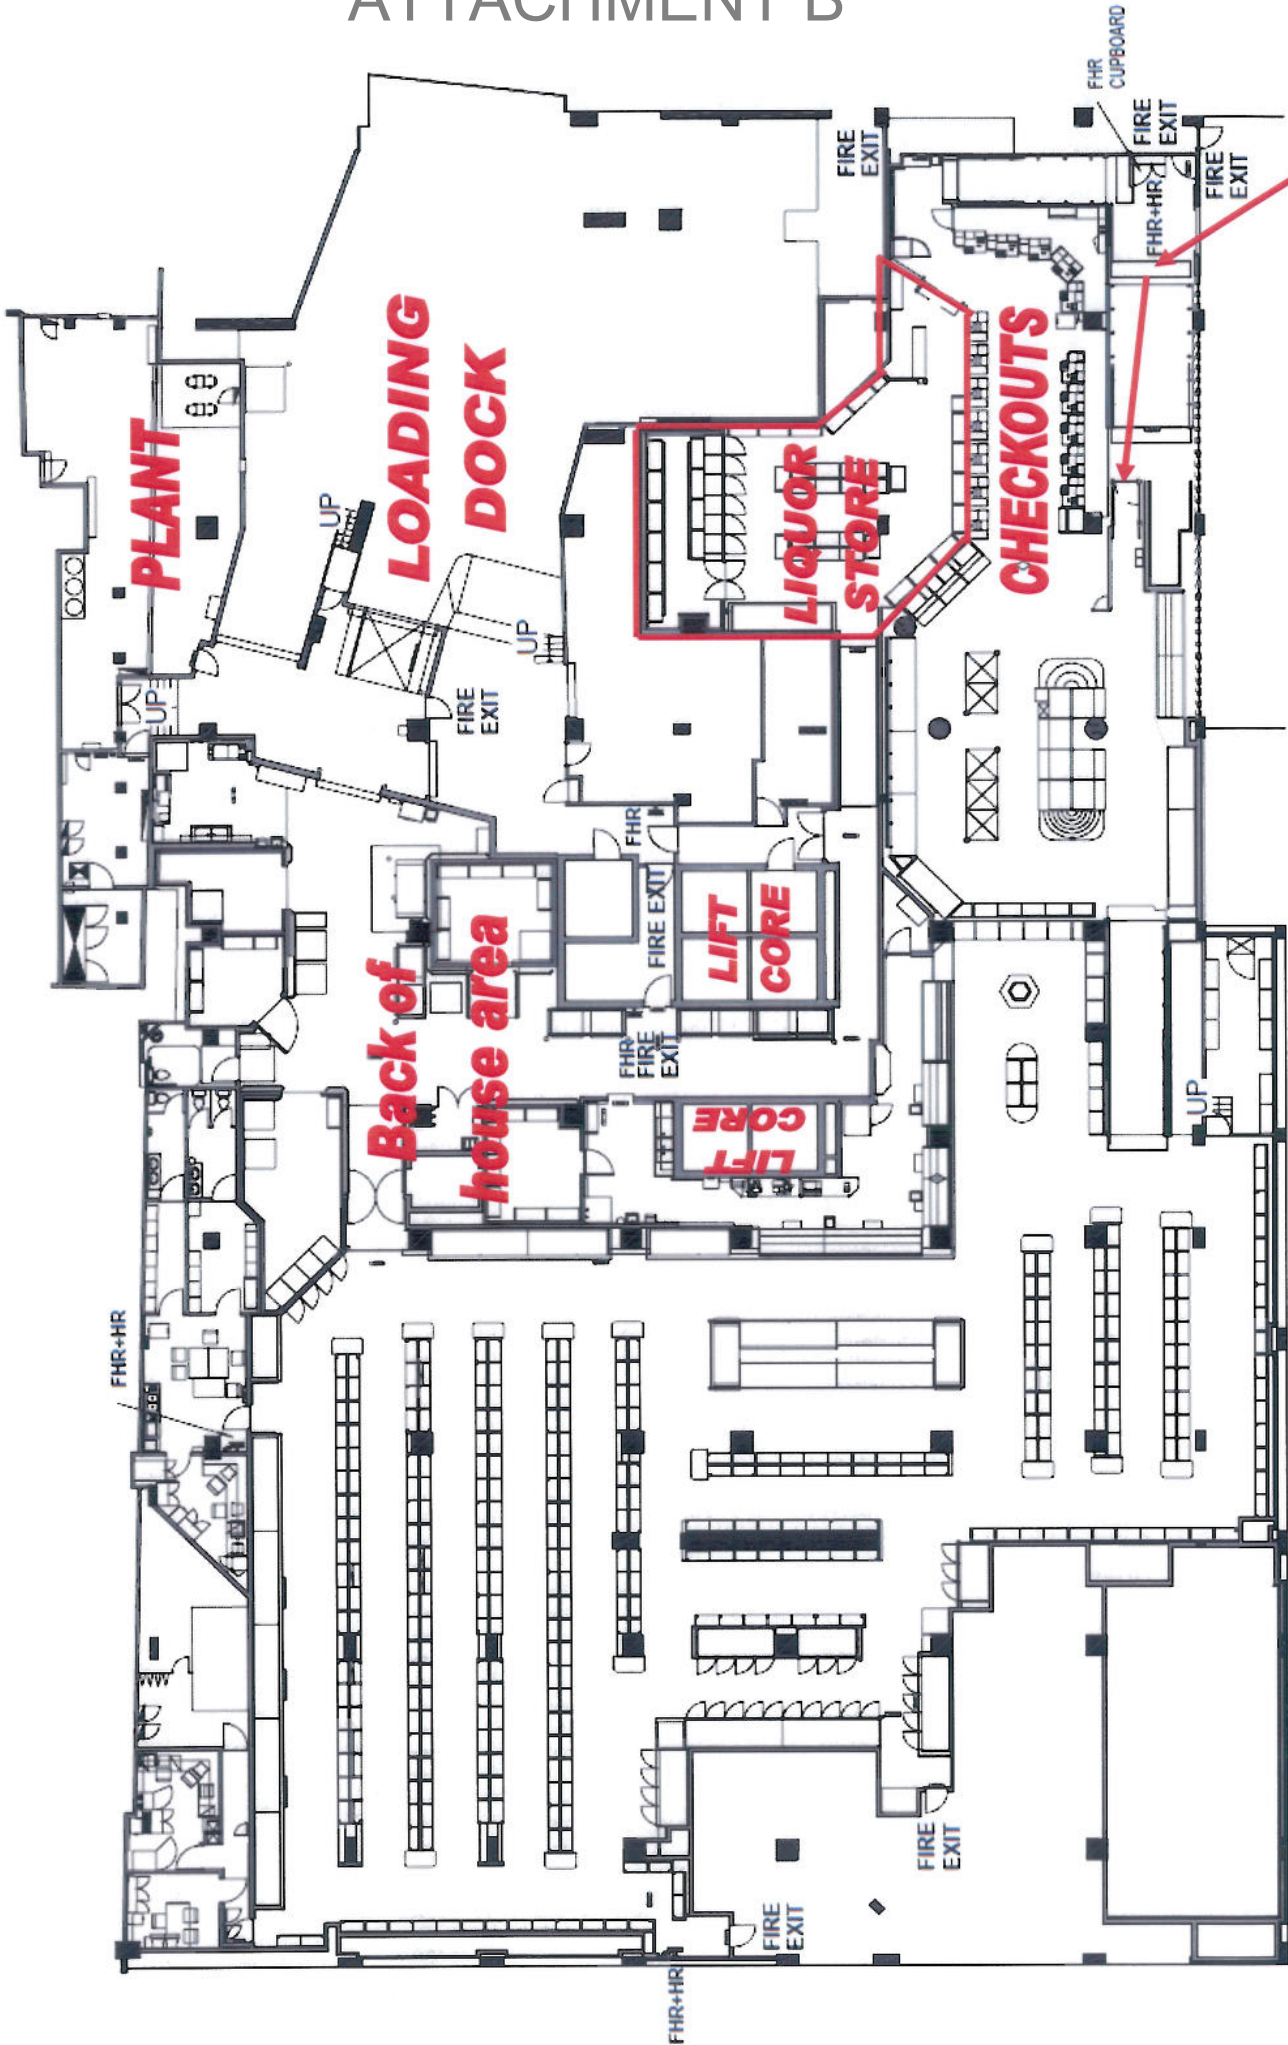 ATTACHMENT B
FHR
CUPBOARD
FIRE
EXIT
FIRE
EXIT
FIRE
EXIT
FHR+HR
PLANT
LOADING
DOCK
UP
LIQUOR
STORE
CHECKOUTS
UP
UP
FIRE
EXIT
FHR
FIRE EXIT
LIFT
CORE
Back of
house area
FHR
FIRE
EXIT
LIFT
CORE
UP
FHR+HR
FIRE
EXIT
FIRE
EXIT
FHR+HR